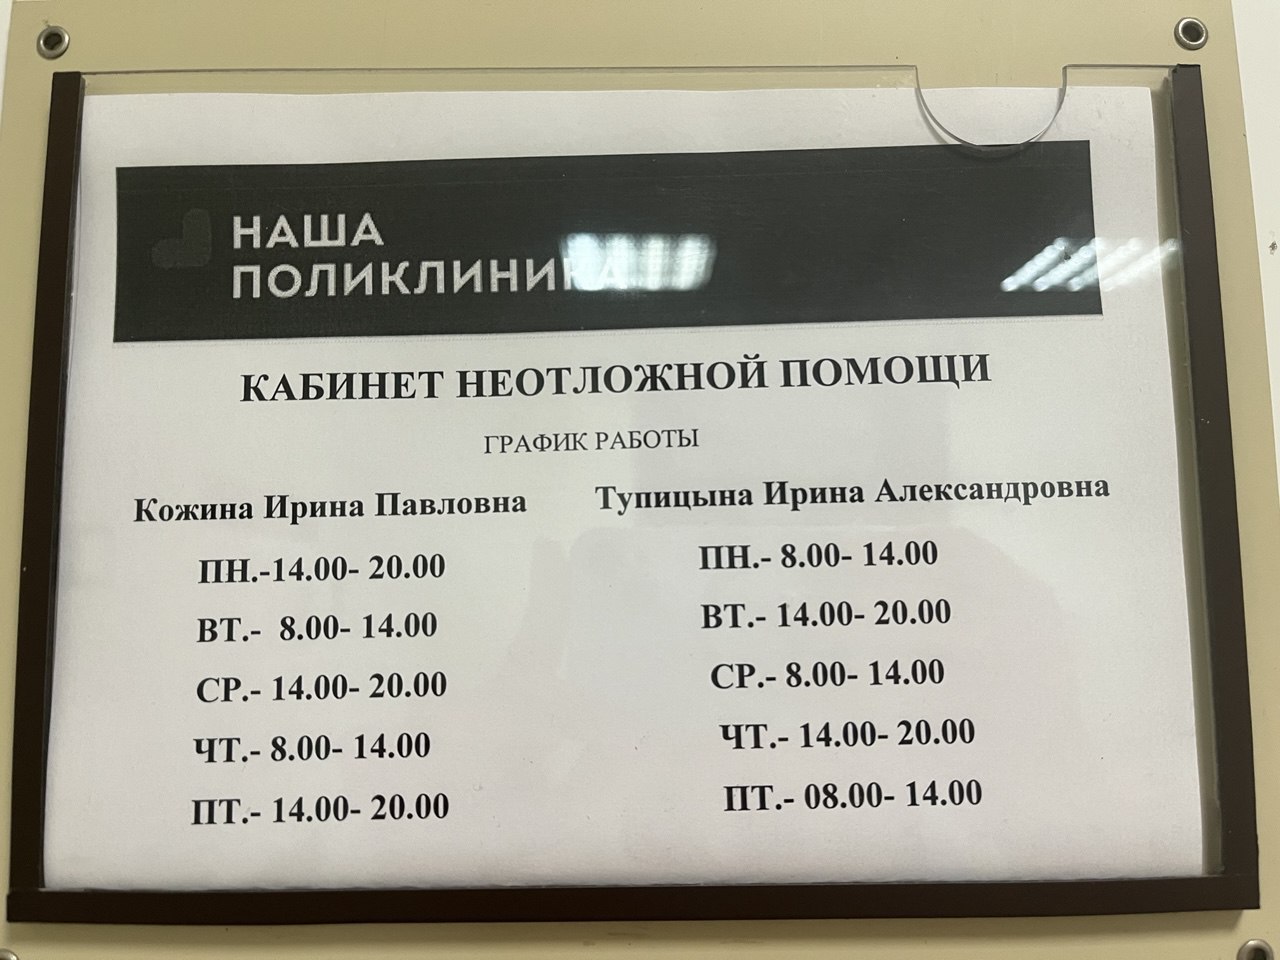 НАША
ПОЛИКЛИНИКА
КАБИНЕТ НЕОТЛОЖНОЙ ПОМОЩИ
ГРАФИК РАБОТЫ
Кожина Ирина Павловна
ПН.-14.00- 20.00
ВТ.- 8.00- 14.00
СР.- 14.00- 20.00
ЧТ.- 8.00- 14.00
ПТ.- 14.00- 20.00
Тупицына Ирина Александровна
ПН.- 8.00- 14.00
ВТ.- 14.00- 20.00
СР.- 8.00- 14.00
ЧТ.- 14.00- 20.00
ПТ.- 08.00- 14.00